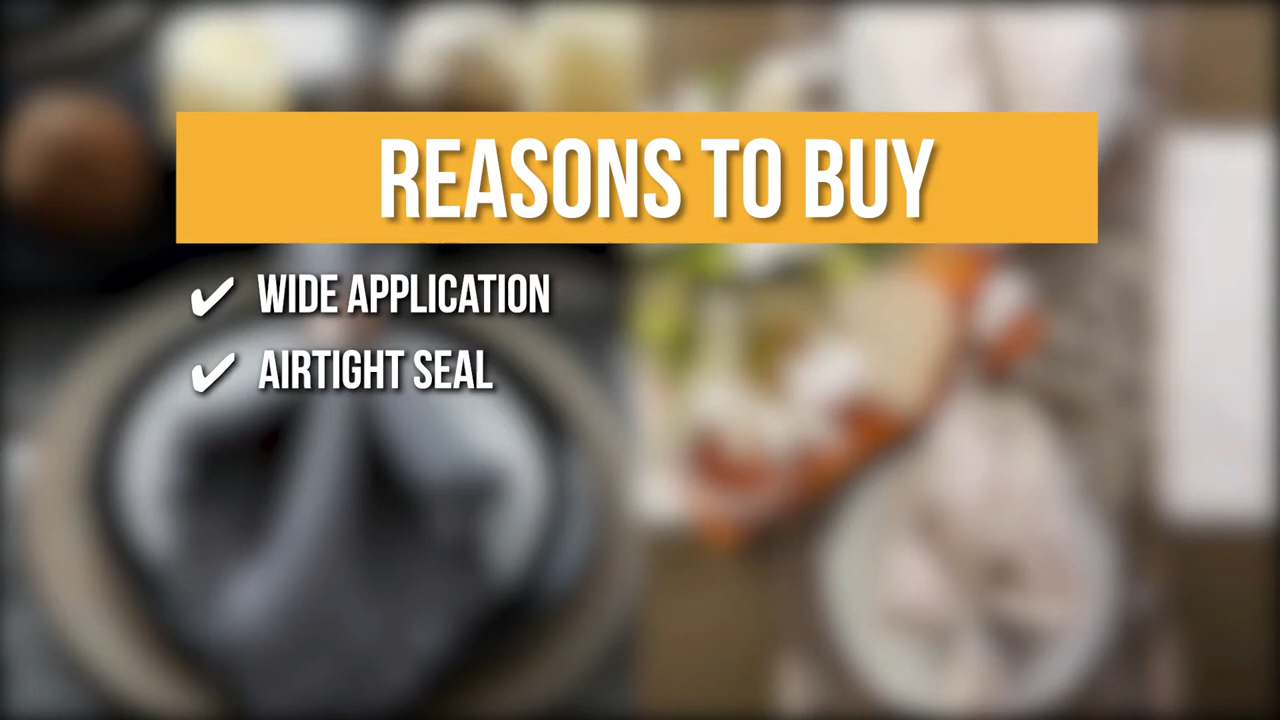 REASONS TO BUY
✔ WIDE APPLICATION
✔ AIRTIGHT SEAL